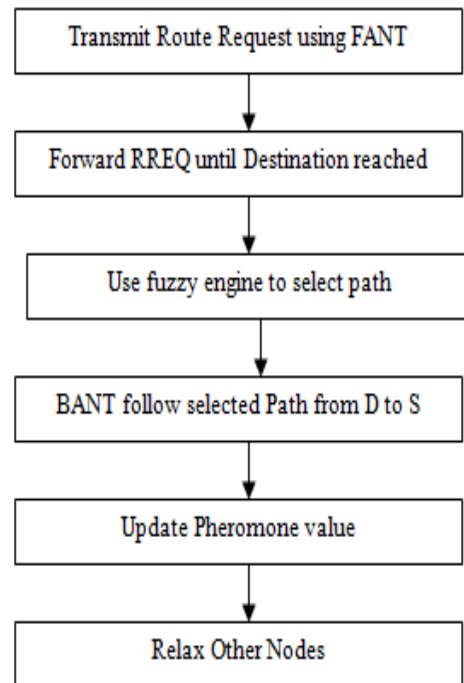 Transmit Route Request using FANT
Forward RREQ until Destination reached
Use fuzzy engine to select path
BANT follow selected Path from D to S
Update Pheromone value
Relax Other Nodes